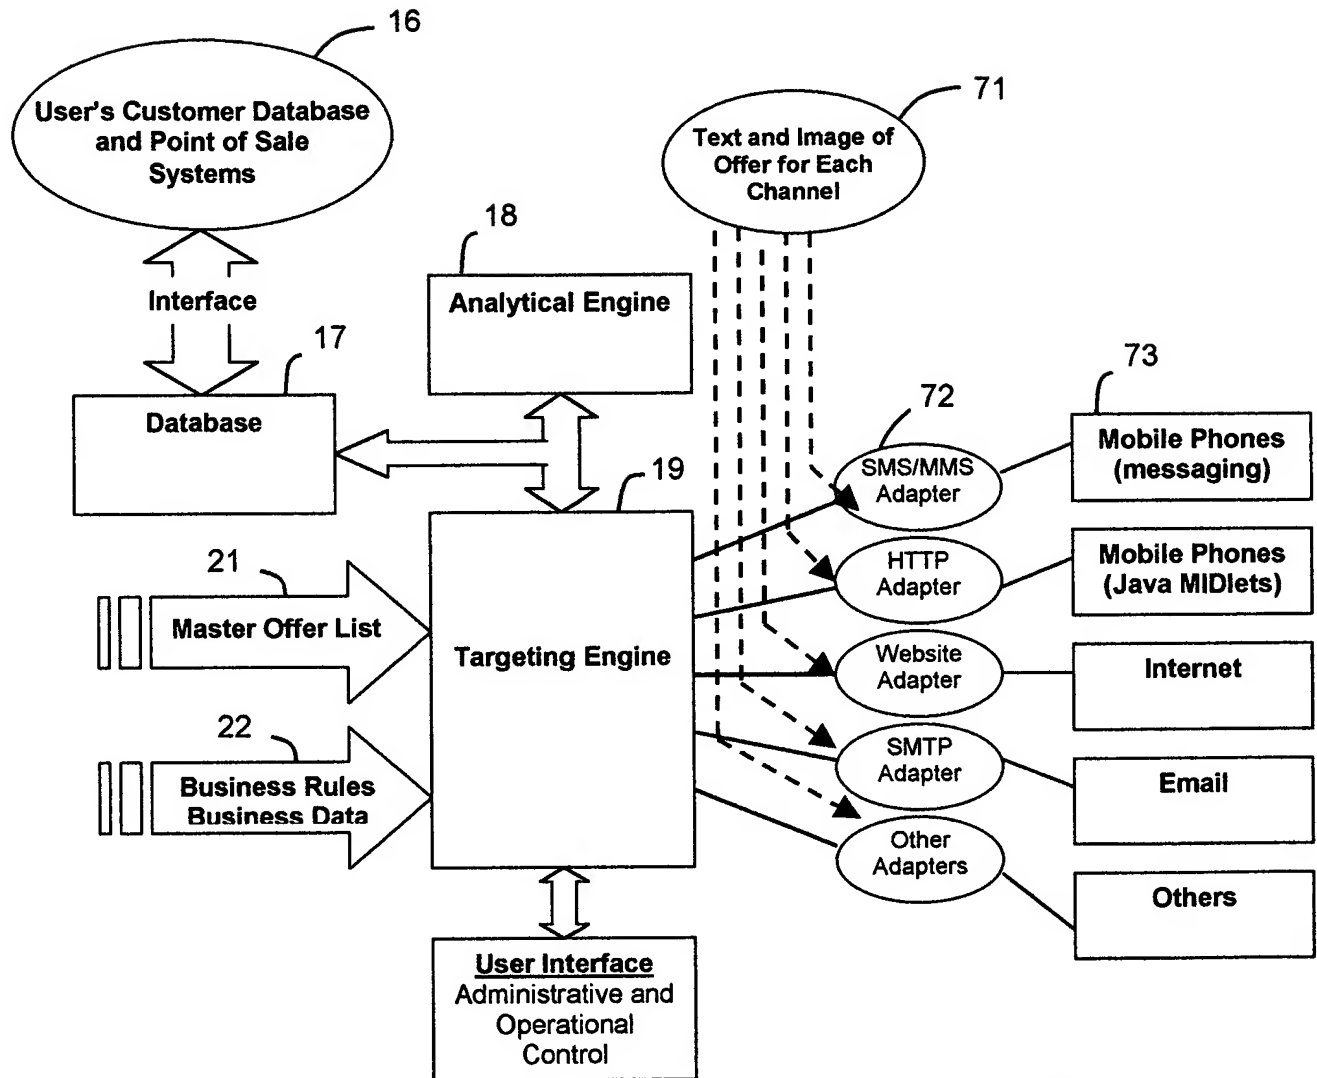 16
User's Customer Database
and Point of Sale
Systems
71
Text and Image of
Offer for Each
Channel
18
Analytical Engine
Interface
17
Database
72
SMS/MMS
Adapter
73
Mobile Phones
(messaging)
19
Targeting Engine
HTTP
Adapter
Mobile Phones
(Java MIDlets)
21
Master Offer List
Website
Adapter
Internet
22
Business Rules
Business Data
SMTP
Adapter
Email
Other
Adapters
Others
User Interface
Administrative and
Operational
Control